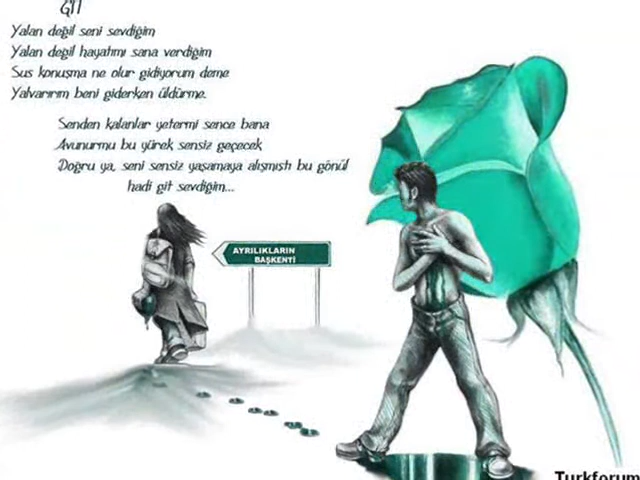 GİT
Yalan değil seni sevdiğim
Yalan değil hayatımı sana verdiğim
Sus konuşma ne olur gidiyorum deme
Yalvarırım beni giderken üldürme.
Senden kalanlar yetermi sence bana
Avunurmu bu yürek sensiz geçecek
Doğru ya, seni sensiz yaşamaya alışmıstı bu gönül
hadi git sevdiğim...
AYRILIKLARIN
BAŞKENTİ
Turkforum